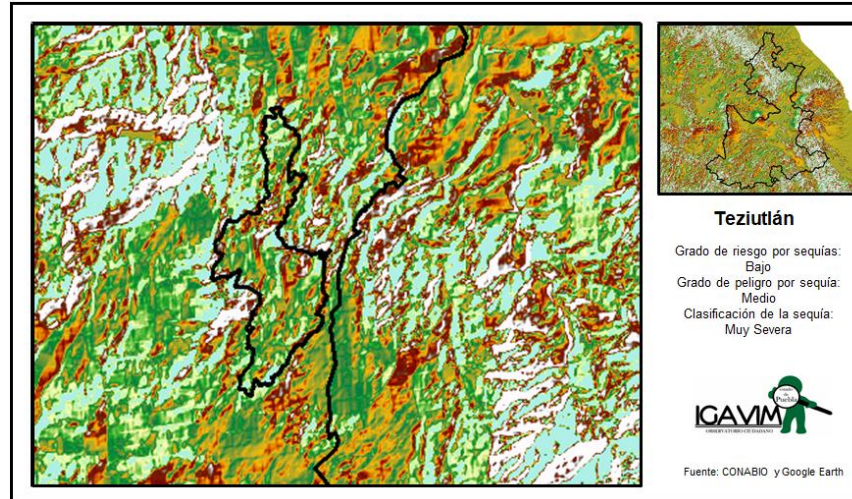 Teziutlán
Grado de riesgo por sequías:
Bajo
Grado de peligro por sequía:
Medio
Clasificación de la sequía:
Muy Severa
Puebla
IGAVIM
OBSERVATORIO CIUDADANO
Fuente: CONABIO y Google Earth